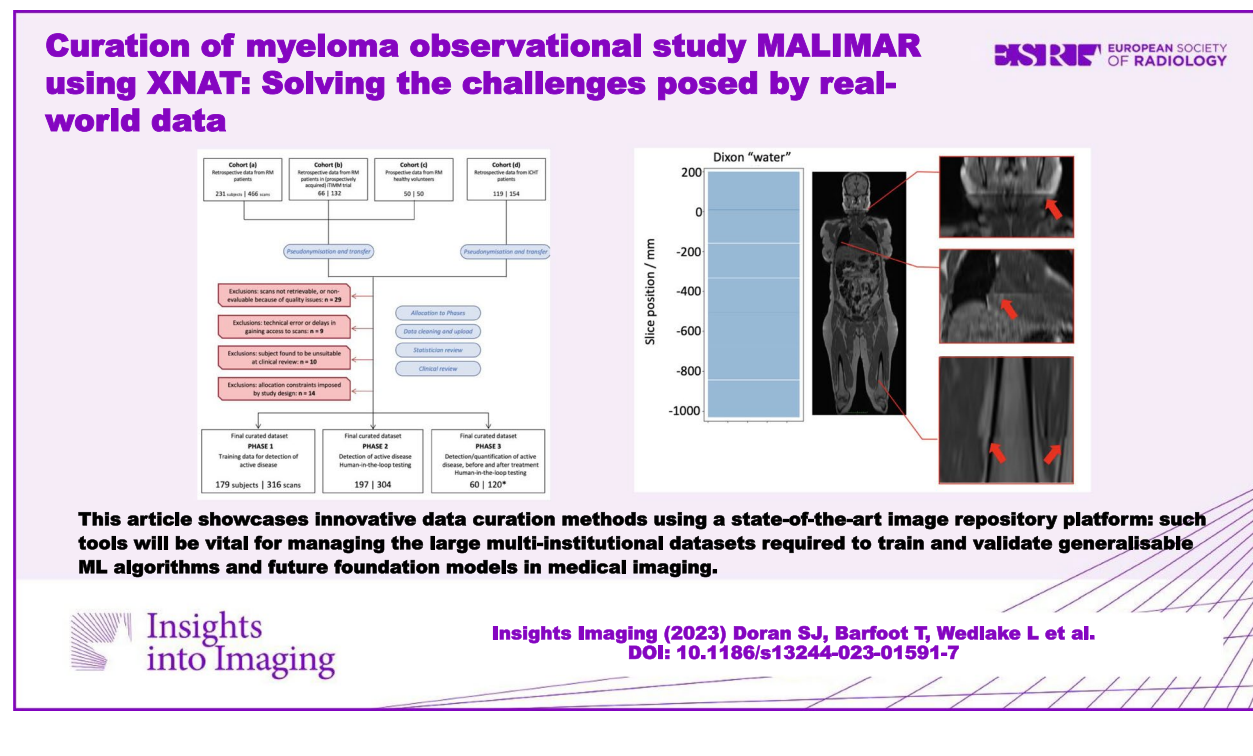 Curation of myeloma observational study MALIMAR
using XNAT: Solving the challenges posed by real-
world data
ESR
EUROPEAN SOCIETY
OF RADIOLOGY
Cohort (a)
Retrospective data from RM
patients
231 subjects | 466 scans
Cohort (b)
Retrospective data from RM
patients in (prospectively
acquired) iTIMM trial
66 | 132
Cohort (c)
Prospective data from RM
healthy volunteers
50 | 50
Cohort (d)
Retrospective data from ICHT
patients
119 | 154
Pseudonymisation and transfer
Pseudonymisation and transfer
Exclusions: scans not retrievable, or non-
evaluable because of quality issues: n = 29
Exclusions: technical error or delays in
gaining access to scans: n = 9
Exclusions: subject found to be unsuitable
at clinical review: n = 10
Exclusions: allocation constraints imposed
by study design: n = 14
Allocation to Phases
Data cleaning and upload
Statistician review
Clinical review
Final curated dataset
PHASE 1
Training data for detection of
active disease
179 subjects | 316 scans
Final curated dataset
PHASE 2
Detection of active disease
Human-in-the-loop testing
197 | 304
Final curated dataset
PHASE 3
Detection/quantification of active
disease, before and after treatment
Human-in-the-loop testing
60 | 120*
Dixon “water”
Slice position / mm
200
0
-200
-400
-600
-800
-1000
This article showcases innovative data curation methods using a state-of-the-art image repository platform: such
tools will be vital for managing the large multi-institutional datasets required to train and validate generalisable
ML algorithms and future foundation models in medical imaging.
Insights
into Imaging
Insights Imaging (2023) Doran SJ, Barfoot T, Wedlake L et al.
DOI: 10.1186/s13244-023-01591-7